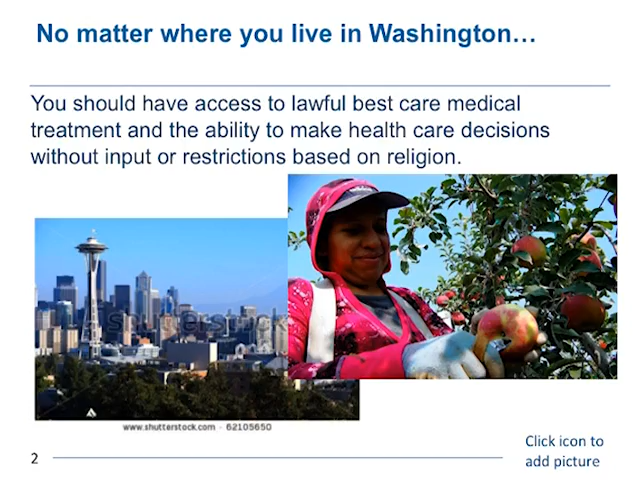 No matter where you live in Washington…
You should have access to lawful best care medical
treatment and the ability to make health care decisions
without input or restrictions based on religion.
shutterstock
www.shutterstock.com - 62105650
2
Click icon to
add picture